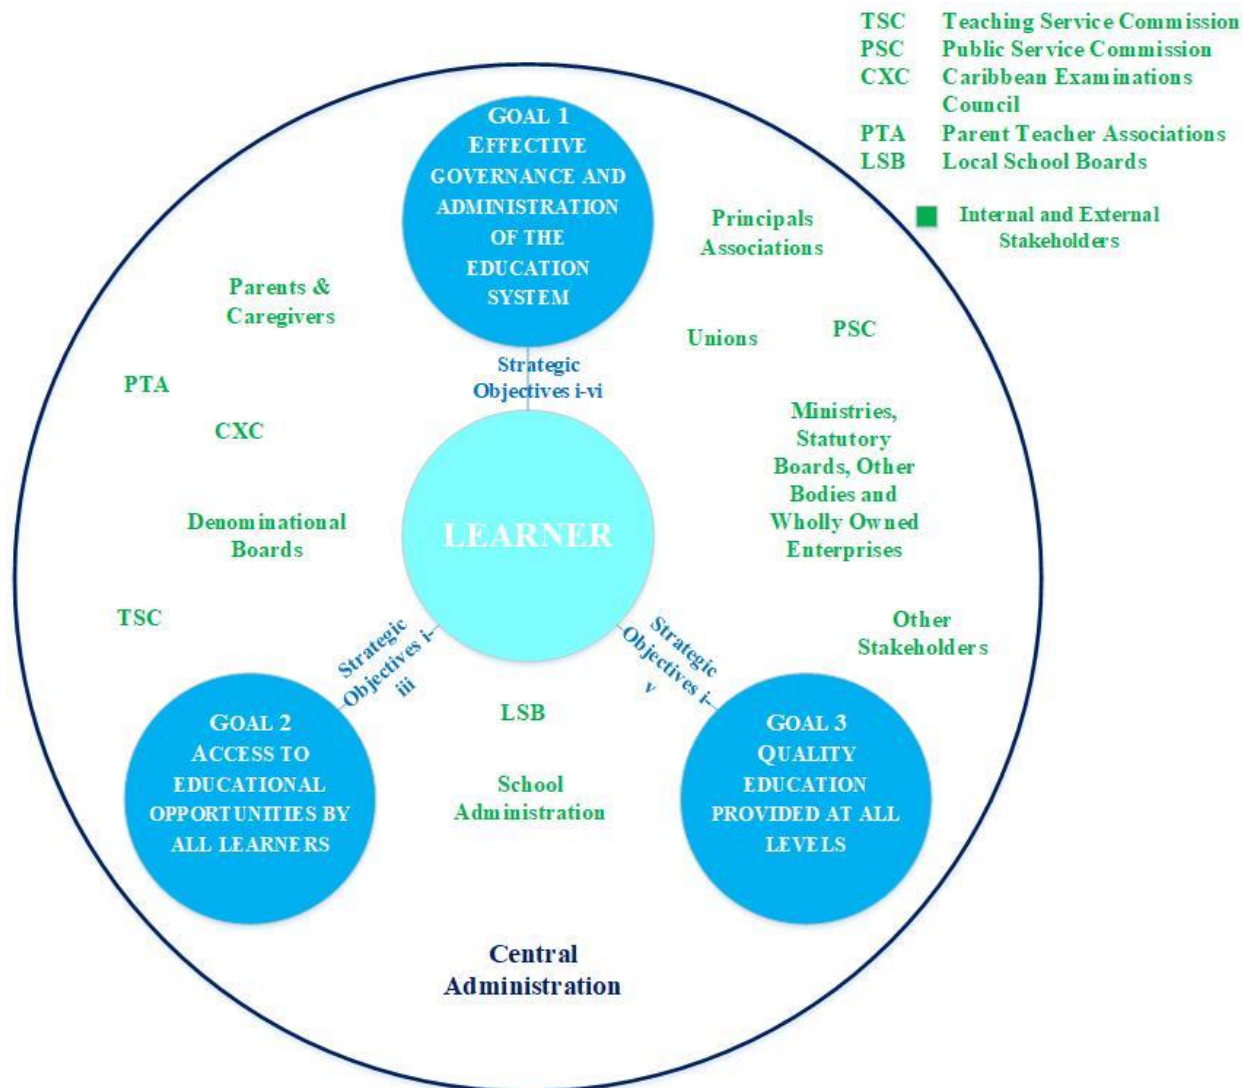 TSC Teaching Service Commission
PSC Public Service Commission
CXC Caribbean Examinations
Council
PTA Parent Teacher Associations
LSB Local School Boards
Internal and External
Stakeholders
GOAL 1
EFFECTIVE
GOVERNANCE AND
ADMINISTRATION
OF THE
EDUCATION
SYSTEM
Principals
Associations
Parents &
Caregivers
Unions
PSC
Strategic
Objectives i-vi
PTA
CXC
Ministries,
Statutory
Boards, Other
Bodies and
Wholly Owned
Enterprises
LEARNER
Denominational
Boards
TSC
Other
Stakeholders
Strategic
Objectives i-
iii
Strategic
Objectives i-
v
LSB
GOAL 2
ACCESS TO
EDUCATIONAL
OPPORTUNITIES BY
ALL LEARNERS
School
Administration
GOAL 3
QUALITY
EDUCATION
PROVIDED AT ALL
LEVELS
Central
Administration